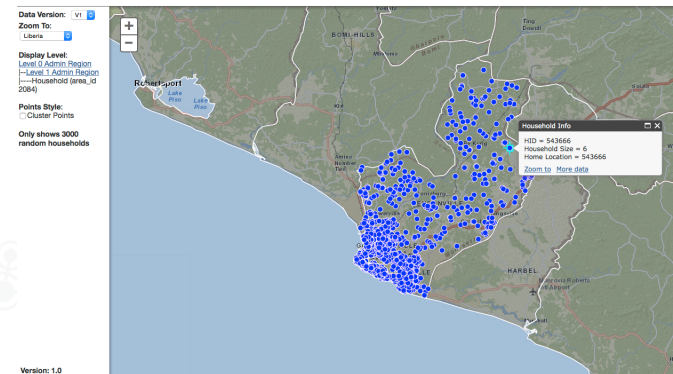 Data Version: V1
Zoom To:
Liberia
Display Level:
Level 0 Admin Region
|--Level 1 Admin Region
|-----Household (area_id
2084)
Points Style:
Cluster Points
Only shows 3000
random households
Version: 1.0
+
−
BOMI-HILLS
Ting
Dowall
Robertsport
Lake
Piso
Lake
Piso
Household Info
HID = 543666
Household Size = 6
Home Location = 543666
Zoom to More data
HARBEL